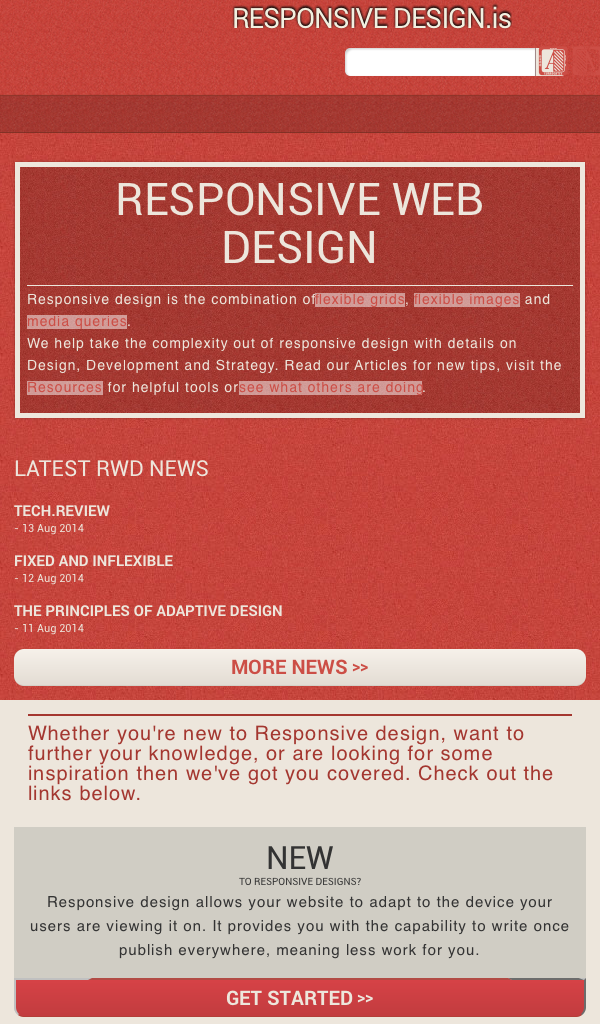 RESPONSIVE DESIGN.is
RESPONSIVE WEB
DESIGN
Responsive design is the combination of flexible grids, flexible images and
media queries.
We help take the complexity out of responsive design with details on
Design, Development and Strategy. Read our Articles for new tips, visit the
Resources for helpful tools or see what others are doing.
LATEST RWD NEWS
TECH.REVIEW
- 13 Aug 2014
FIXED AND INFLEXIBLE
- 12 Aug 2014
THE PRINCIPLES OF ADAPTIVE DESIGN
- 11 Aug 2014
MORE NEWS >>
Whether you're new to Responsive design, want to
further your knowledge, or are looking for some
inspiration then we've got you covered. Check out the
links below.
NEW
TO RESPONSIVE DESIGNS?
Responsive design allows your website to adapt to the device your
users are viewing it on. It provides you with the capability to write once
publish everywhere, meaning less work for you.
GET STARTED >>